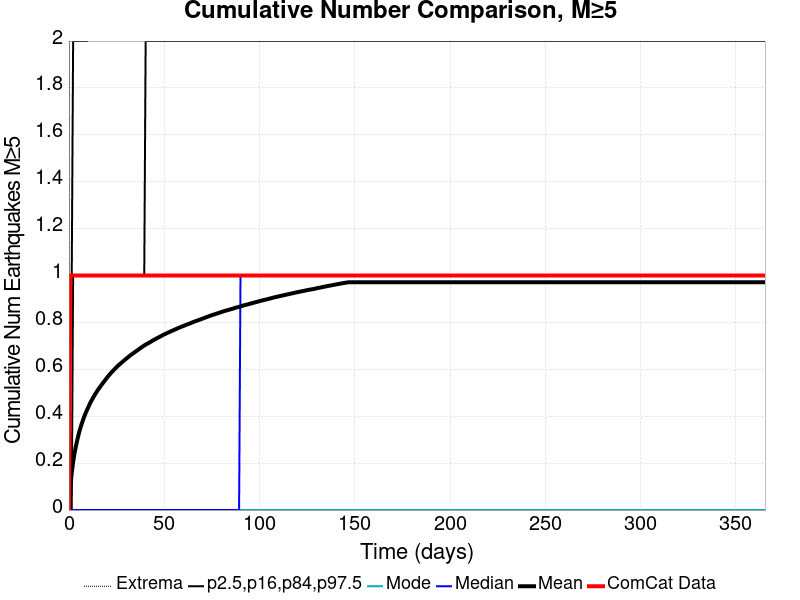 Cumulative Number Comparison, M≥5
Cumulative Num Earthquakes M≥5
2
1.8
1.6
1.4
1.2
1
0.8
0.6
0.4
0.2
0
0 50 100 150 200 250 300 350
Time (days)
Extrema p2.5,p16,p84,p97.5 Mode Median Mean ComCat Data